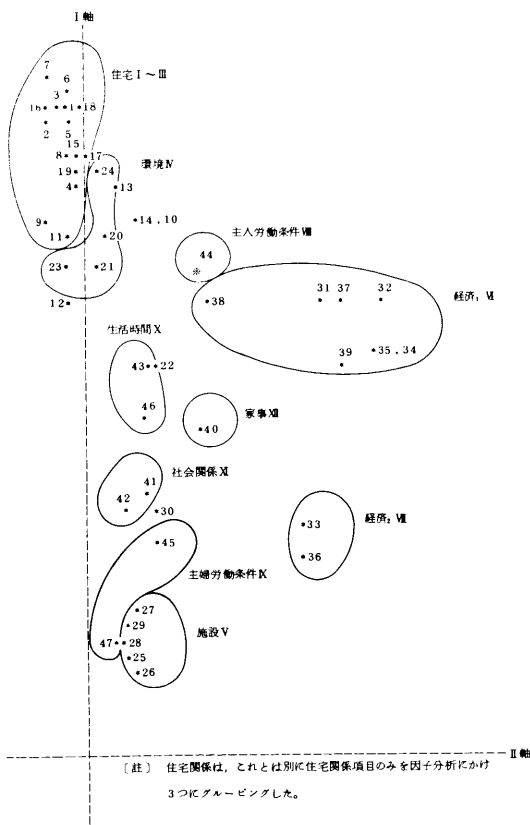 I 軸
7
住宅 I ～ III
6
3
16 1 18
2 5
15
8 17
環境 IV
19 24
4 13
9 14 , 10
11 20
主人労働条件 VIII
44
23 21
※
経済₁ VI
31 37 32
12 38
生活時間 X
39 35 , 34
43 22
46
家事 XII
40
社会関係 XI
41
42 30
経済₂ VII
33
45
36
主婦労働条件 IX
27
29
施設 V
47 28
25
26
II 軸
〔註〕 住宅関係は，これとは別に住宅関係項目のみを因子分析にかけ
3つにグルーピングした。